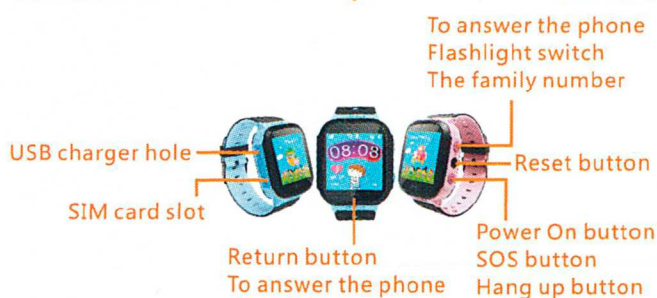 To answer the phone
Flashlight switch
The family number
USB charger hole
08:08
Reset button
SIM card slot
Power On button
SOS button
Hang up button
Return button
To answer the phone